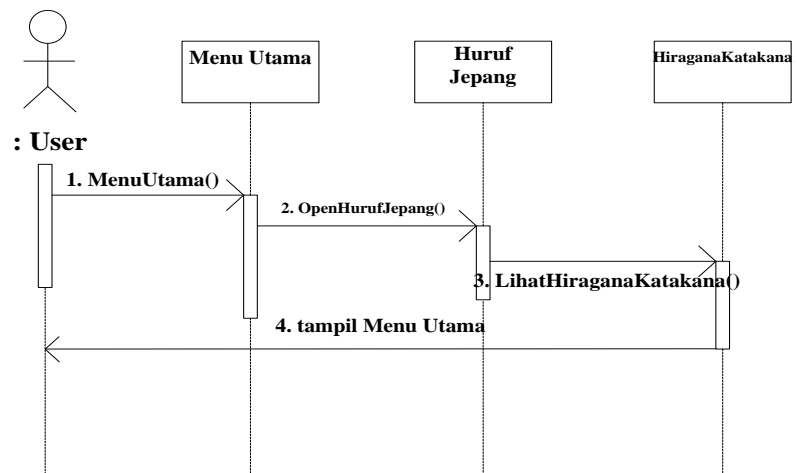 Menu Utama
Huruf
Jepang
HiraganaKatakana
: User
1. MenuUtama()
2. OpenHurufJepang()
3. LihatHiraganaKatakana()
4. tampil Menu Utama